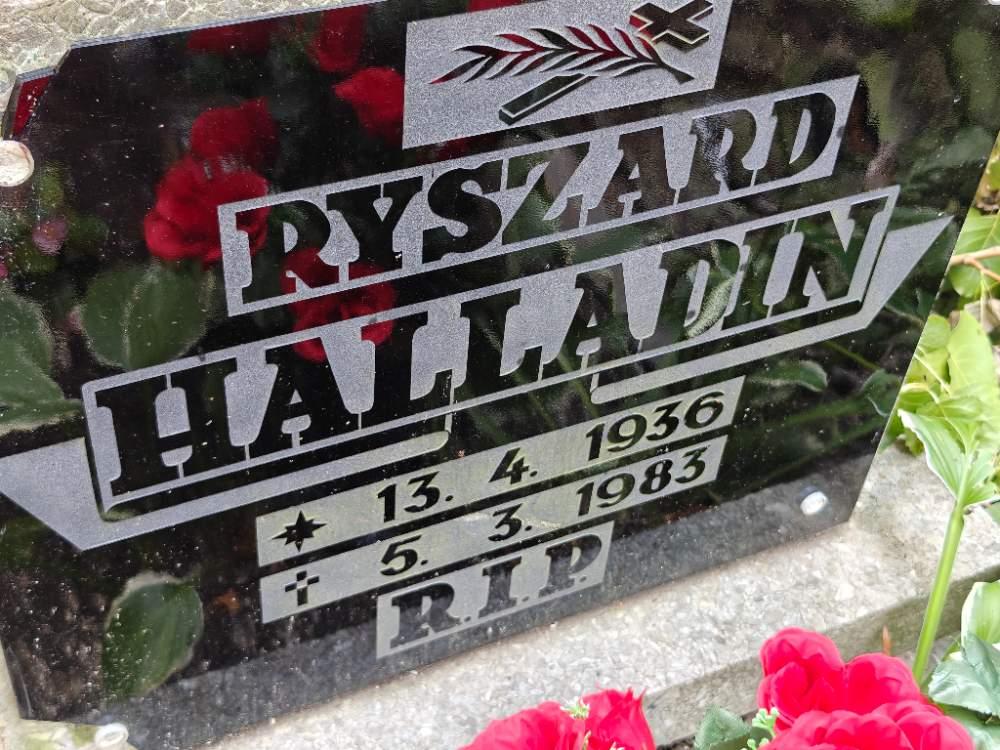 RYSZARD
HALLADIN
13. 4. 1936
5. 3. 1983
R.I.P.